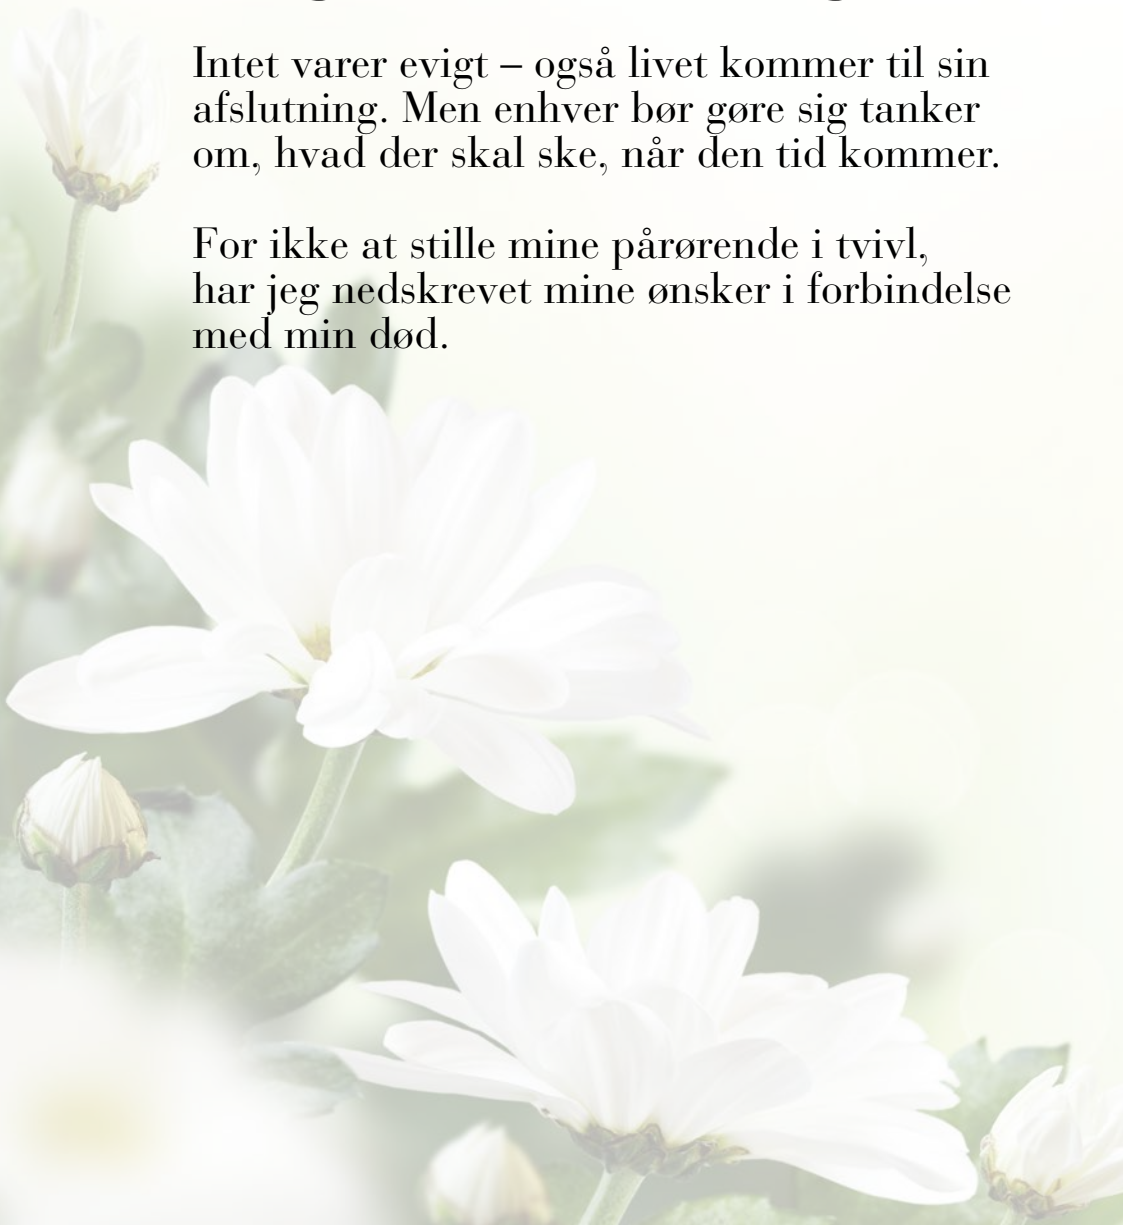 Intet varer evigt – også livet kommer til sin
afslutning. Men enhver bør gøre sig tanker
om, hvad der skal ske, når den tid kommer.
For ikke at stille mine pårørende i tvivl,
har jeg nedskrevet mine ønsker i forbindelse
med min død.